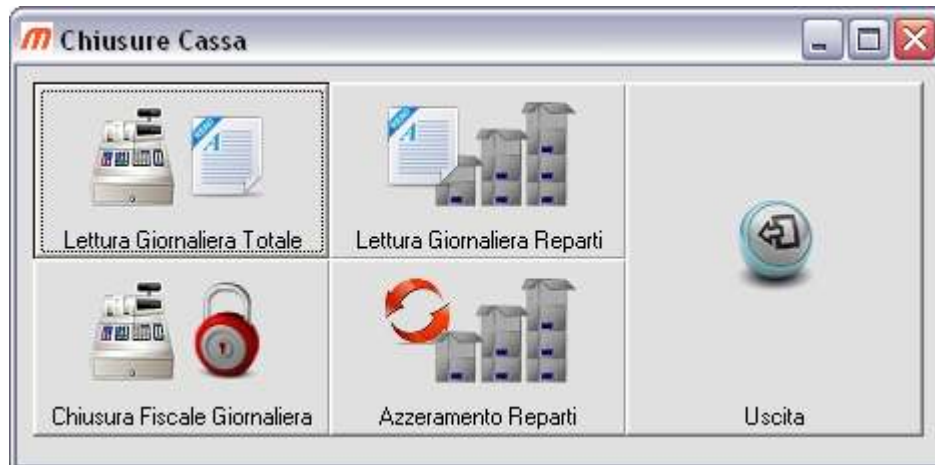 Chiusure Cassa
Lettura Giornaliera Totale
Lettura Giornaliera Reparti
Chiusura Fiscale Giornaliera
Azzeramento Reparti
Uscita